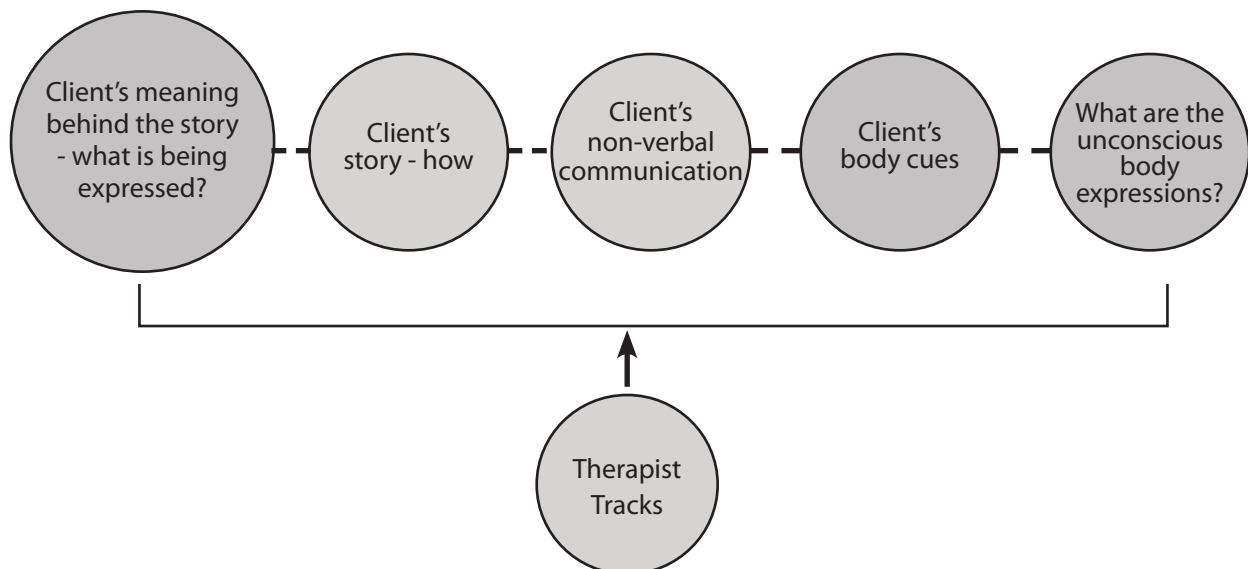 Client’s meaning
behind the story
- what is being
expressed?
Client’s
story - how
Client’s
non-verbal
communication
Client’s
body cues
What are the
unconscious
body
expressions?
Therapist
Tracks